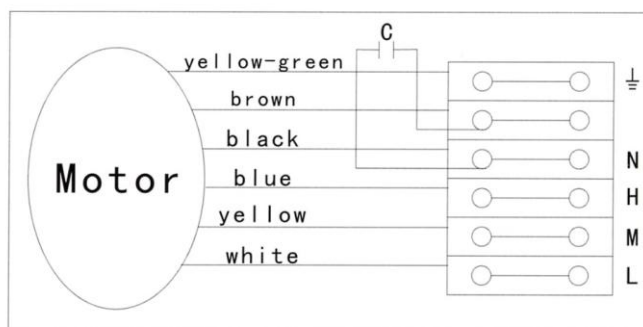 C
yellow-green
brown
black
N
Motor
blue
H
yellow
M
white
L